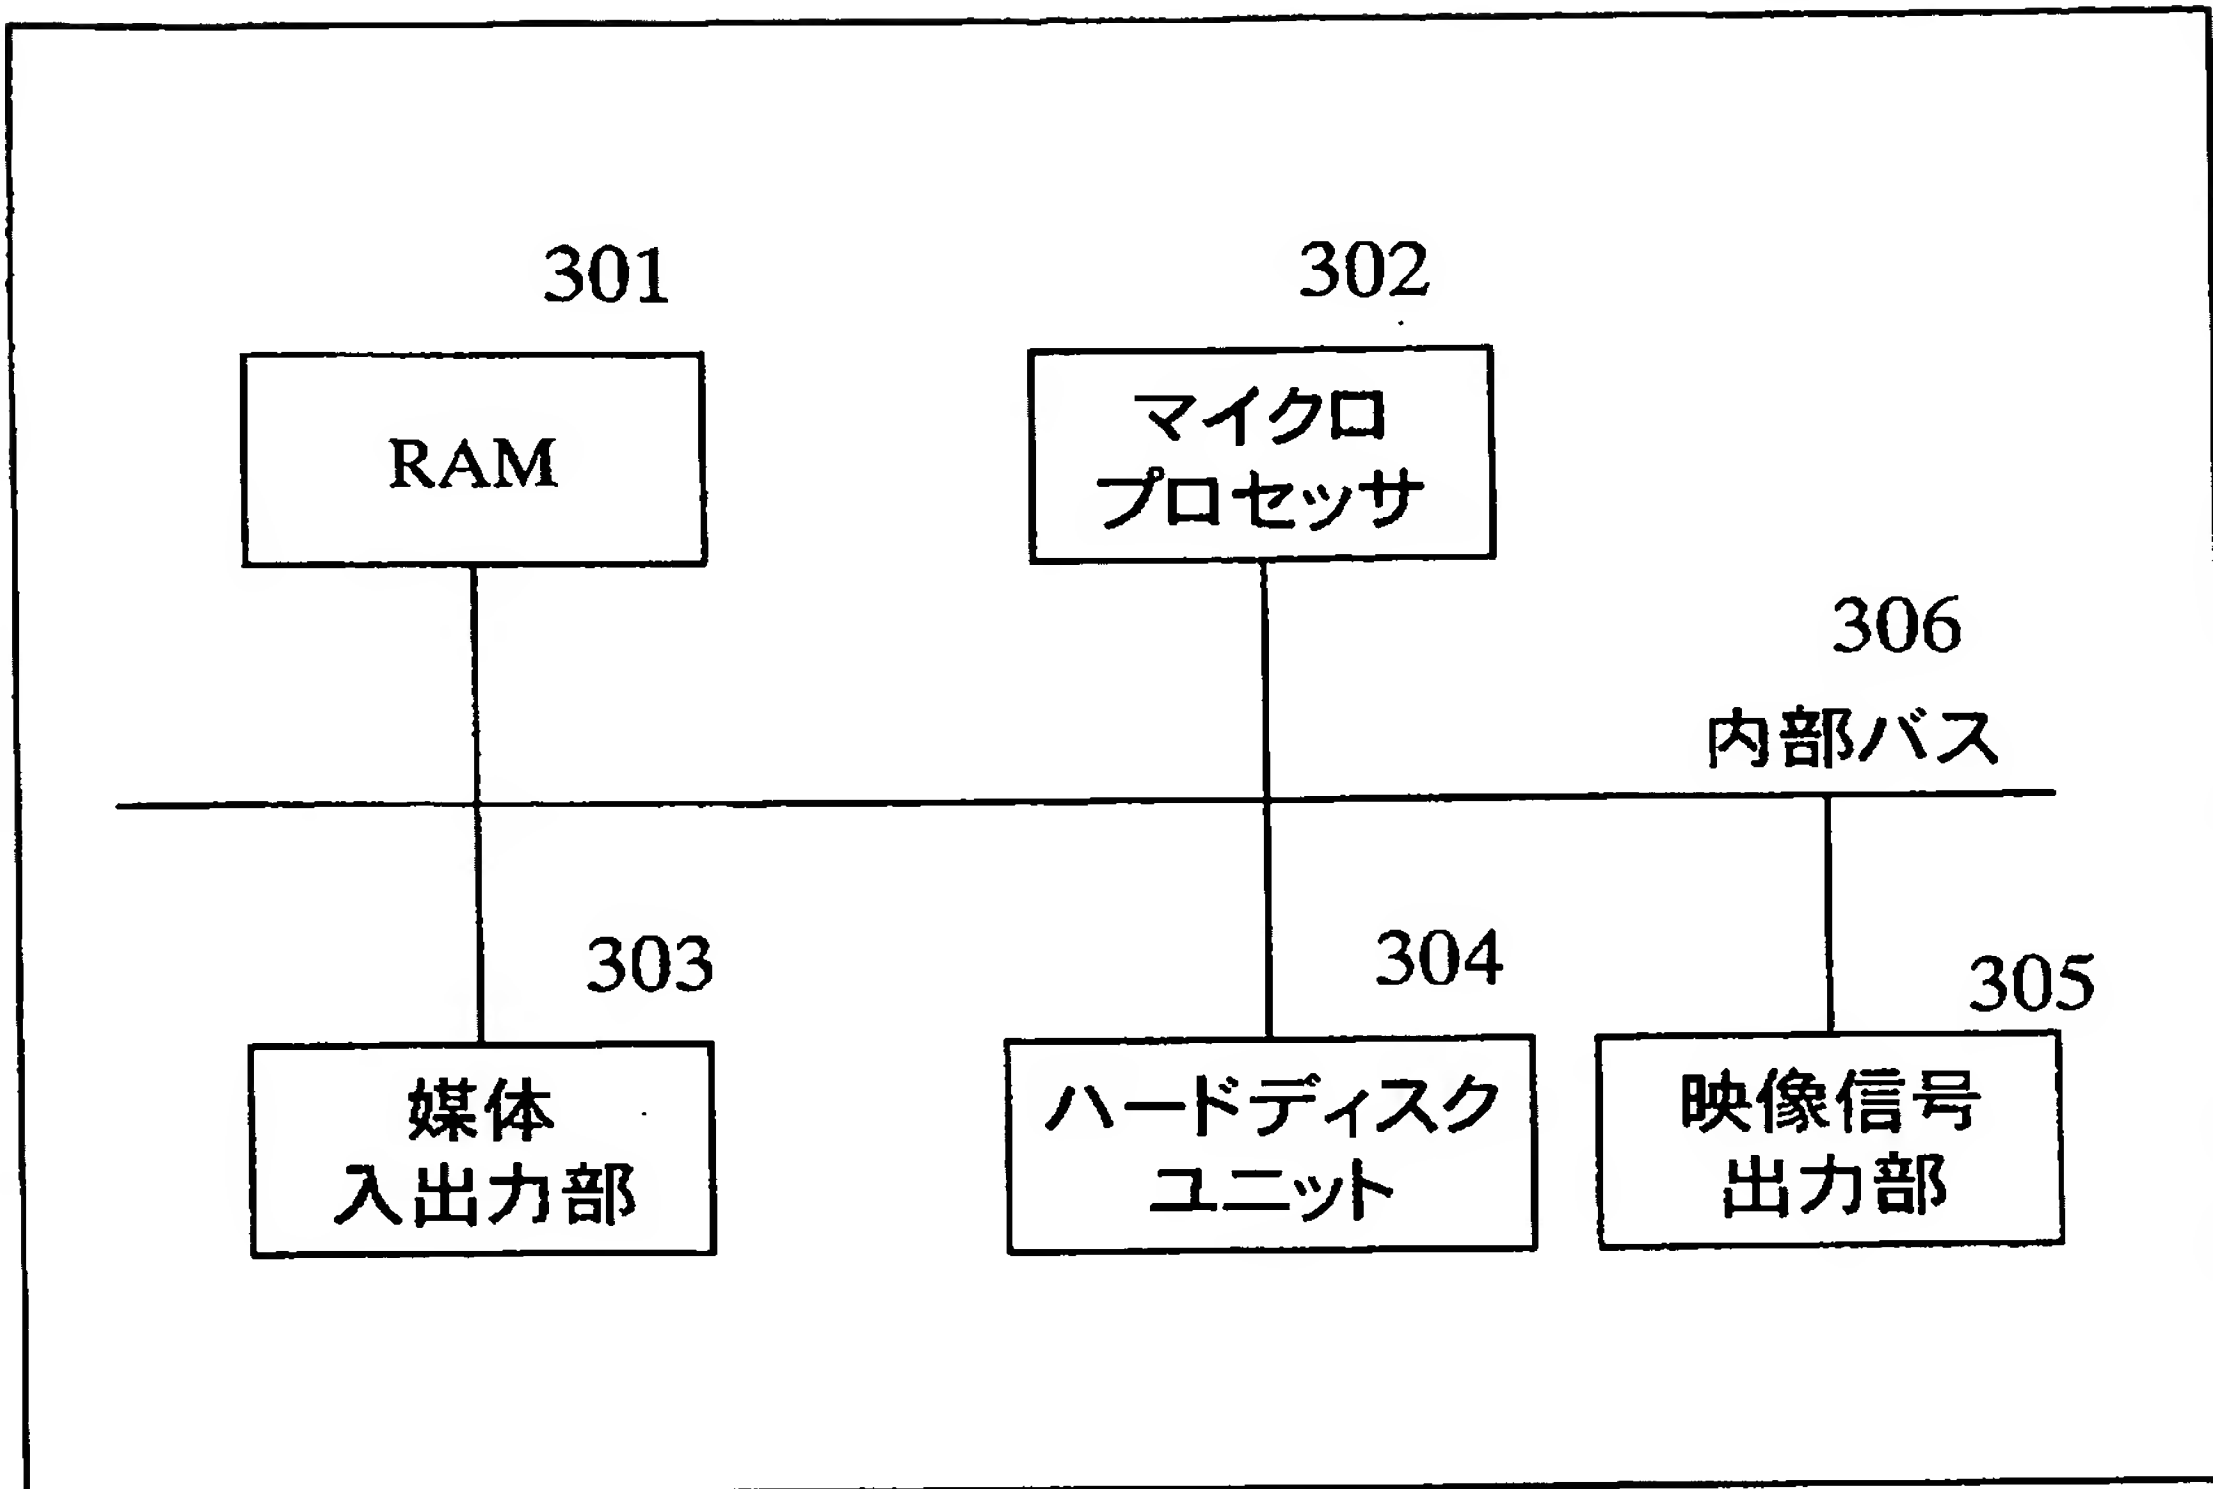 301
RAM
302
マイクロ
プロセッサ
306
内部バス
303
媒体
入出力部
304
ハードディスク
ユニット
305
映像信号
出力部